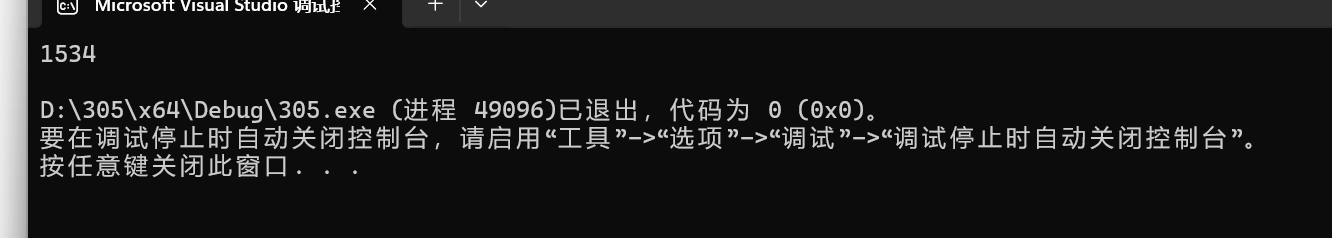 Microsoft Visual Studio 调试控
1534
D:\305\x64\Debug\305.exe (进程 49096)已退出，代码为 0 (0x0)。
要在调试停止时自动关闭控制台，请启用“工具”->“选项”->“调试”->“调试停止时自动关闭控制台”。
按任意键关闭此窗口. . .